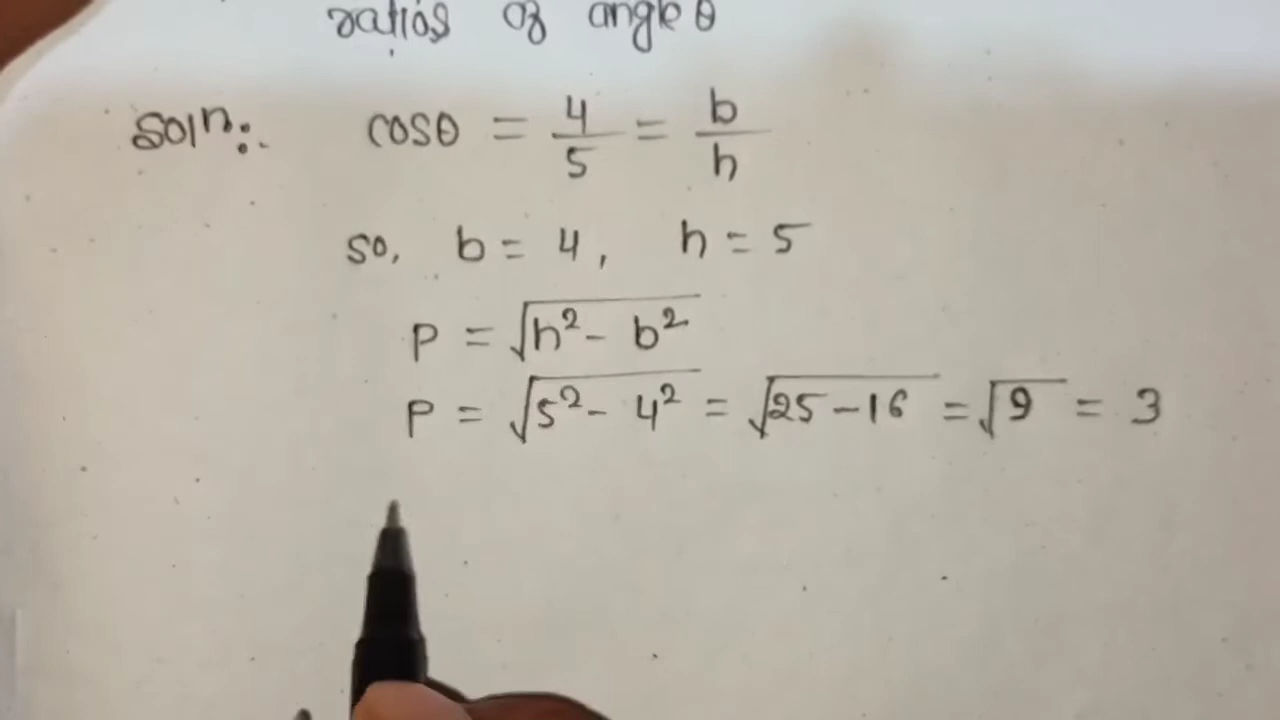 ratios of angle θ
Soln:. cosθ = 4/5 = b/h
so, b = 4, h = 5
P = √(h² - b²)
P = √(5² - 4²) = √(25 - 16) = √9 = 3